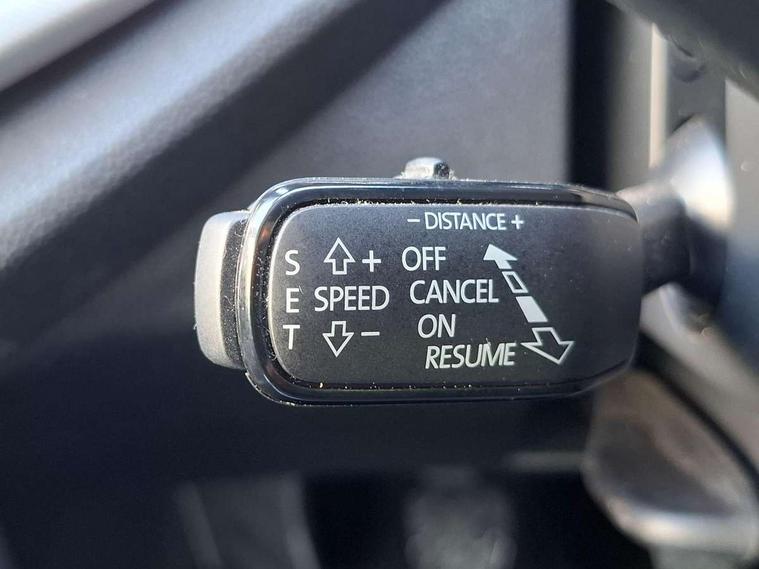 − DISTANCE +
S + OFF
E SPEED CANCEL
T − ON
RESUME